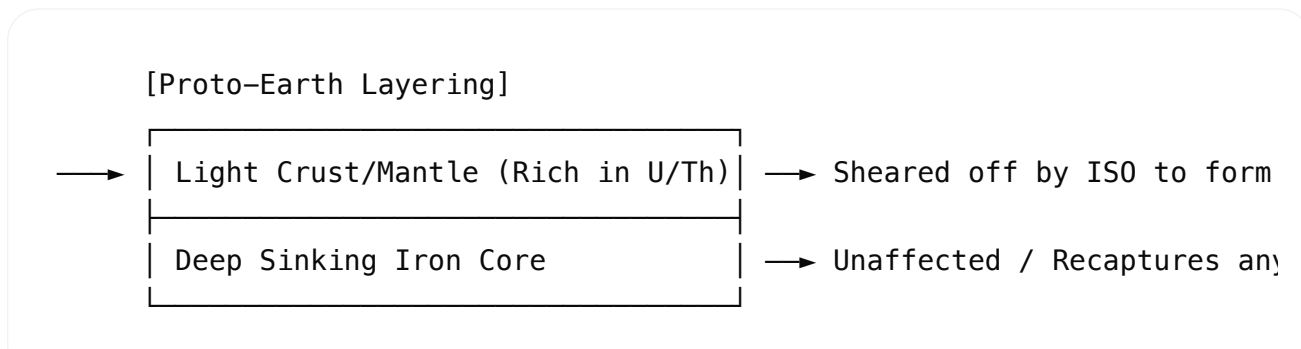 [Proto-Earth Layering]
Light Crust/Mantle (Rich in U/Th) Sheared off by ISO to form
Deep Sinking Iron Core Unaffected / Recaptures